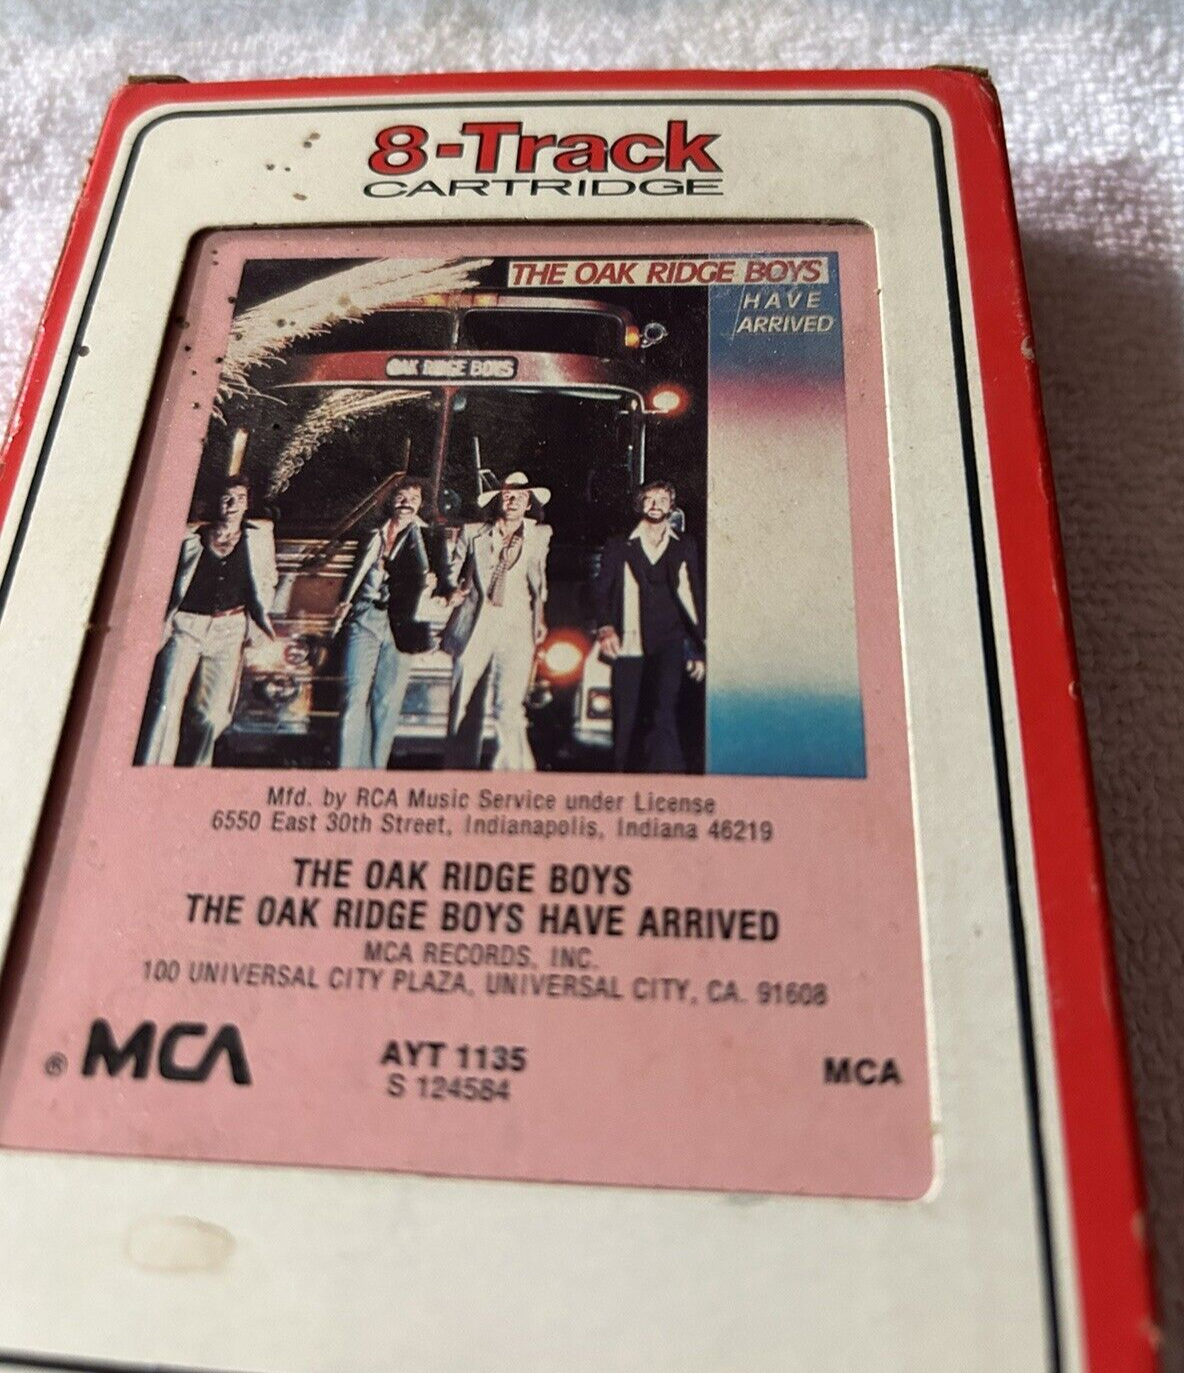 8-Track
CARTRIDGE
THE OAK RIDGE BOYS
HAVE
ARRIVED
OAK RIDGE BOYS
Mfd. by RCA Music Service under License
6550 East 30th Street, Indianapolis, Indiana 46219
THE OAK RIDGE BOYS
THE OAK RIDGE BOYS HAVE ARRIVED
MCA RECORDS, INC.
100 UNIVERSAL CITY PLAZA, UNIVERSAL CITY, CA. 91608
® MCA AYT 1135 MCA
S 124584